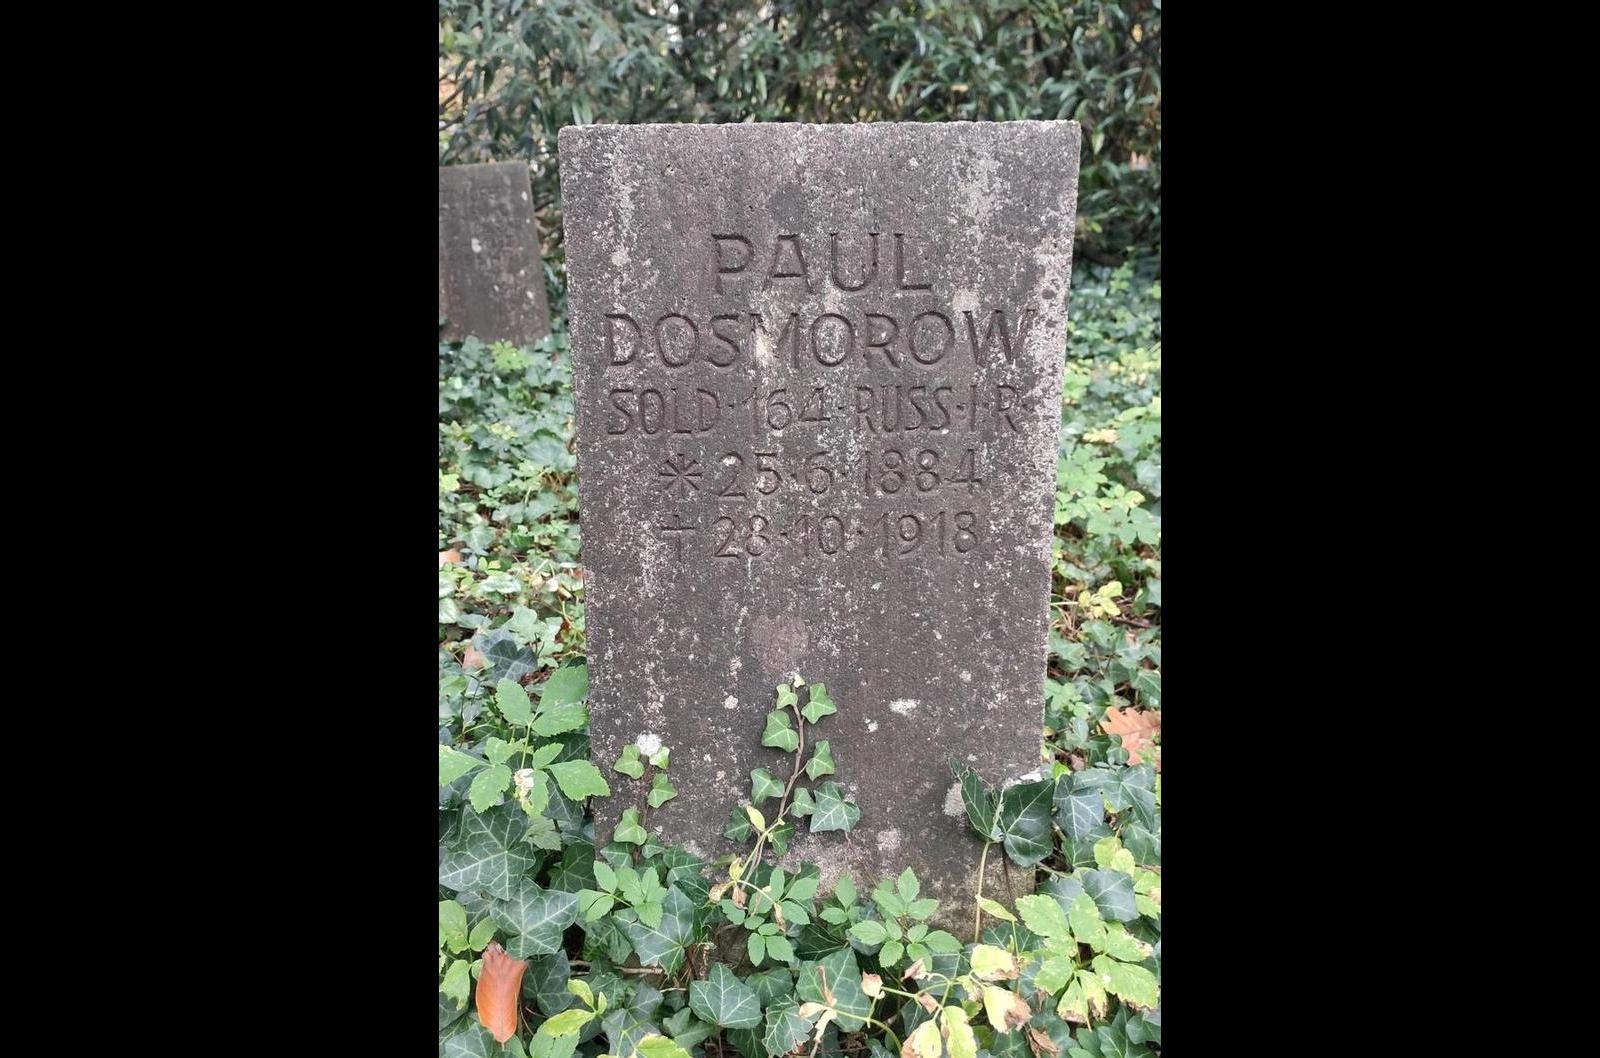 PAUL
DOSMOROW
SOLD·164·RUSS·I·R·
* 25·6·1884
† 28·10·1918